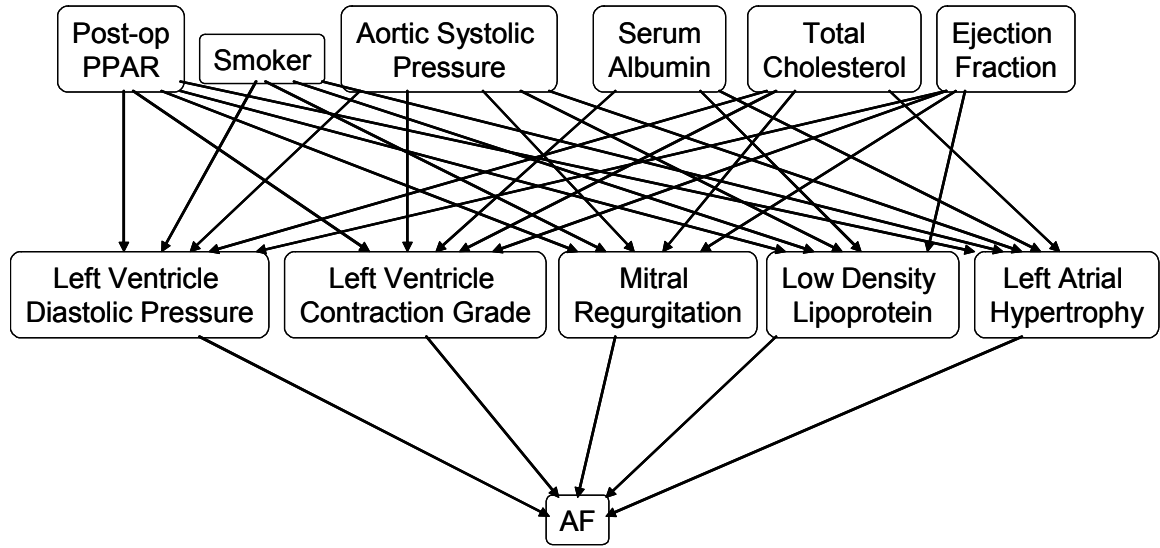 Post-op
PPAR
Smoker
Aortic Systolic
Pressure
Serum
Albumin
Total
Cholesterol
Ejection
Fraction
Left Ventricle
Diastolic Pressure
Left Ventricle
Contraction Grade
Mitral
Regurgitation
Low Density
Lipoprotein
Left Atrial
Hypertrophy
AF